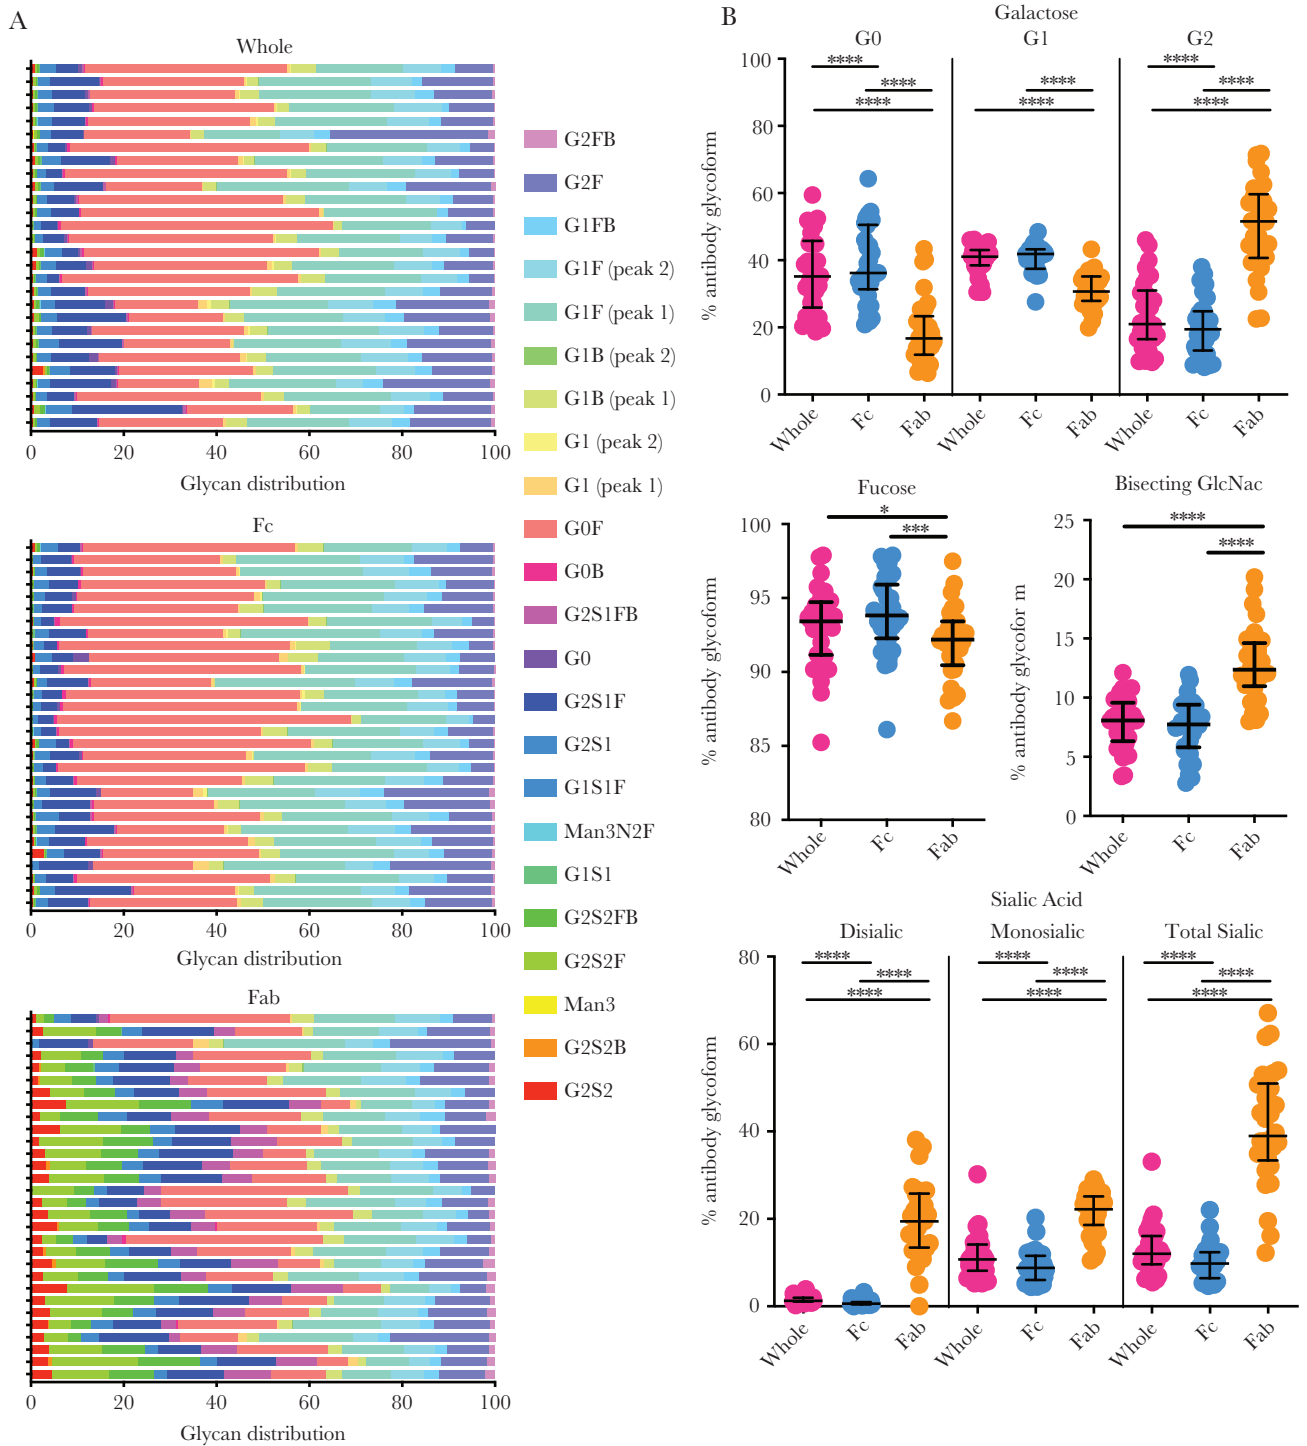 A
Whole
0 20 40 60 80 100
Glycan distribution
Fc
0 20 40 60 80 100
Glycan distribution
Fab
0 20 40 60 80 100
Glycan distribution
G2FB
G2F
G1FB
G1F (peak 2)
G1F (peak 1)
G1B (peak 2)
G1B (peak 1)
G1 (peak 2)
G1 (peak 1)
G0F
G0B
G2S1FB
G0
G2S1F
G2S1
G1S1F
Man3N2F
G1S1
G2S2FB
G2S2F
Man3
G2S2B
G2S2
B
Galactose
G0 G1 G2
100
80
60
40
20
0
% antibody glycoform
**** **** ****
**** **** ****
**** **** ****
Whole Fc Fab Whole Fc Fab Whole Fc Fab
Fucose
100
95
90
85
80
% antibody glycoform
*
***
Whole Fc Fab
Bisecting GlcNac
25
20
15
10
5
0
% antibody glycofor m
****
****
Whole Fc Fab
Sialic Acid
Disialic Monosialic Total Sialic
80
60
40
20
0
% antibody glycoform
**** **** ****
**** **** ****
**** **** ****
Whole Fc Fab Whole Fc Fab Whole Fc Fab